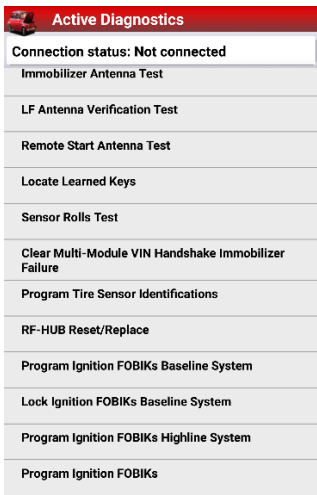 Active Diagnostics
Connection status: Not connected
Immobilizer Antenna Test
LF Antenna Verification Test
Remote Start Antenna Test
Locate Learned Keys
Sensor Rolls Test
Clear Multi-Module VIN Handshake Immobilizer
Failure
Program Tire Sensor Identifications
RF-HUB Reset/Replace
Program Ignition FOBIKs Baseline System
Lock Ignition FOBIKs Baseline System
Program Ignition FOBIKs Highline System
Program Ignition FOBIKs